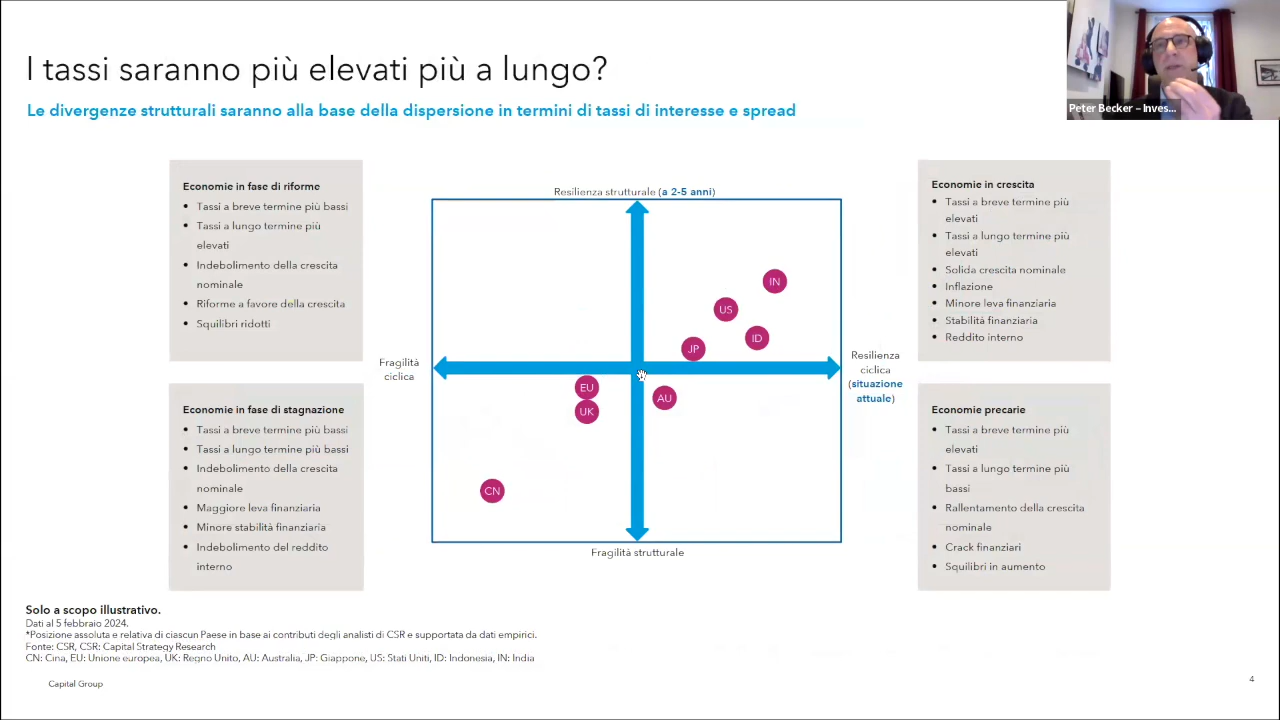 I tassi saranno più elevati più a lungo?
Le divergenze strutturali saranno alla base della dispersione in termini di tassi di interesse e spread
Peter Becker – Inves...
Economie in fase di riforme
• Tassi a breve termine più bassi
• Tassi a lungo termine più
elevati
• Indebolimento della crescita
nominale
• Riforme a favore della crescita
• Squilibri ridotti
Economie in fase di stagnazione
• Tassi a breve termine più bassi
• Tassi a lungo termine più bassi
• Indebolimento della crescita
nominale
• Maggiore leva finanziaria
• Minore stabilità finanziaria
• Indebolimento del reddito
interno
Resilienza strutturale (a 2-5 anni)
IN
US
ID
JP
Fragilità
ciclica
Resilienza
ciclica
(situazione
attuale)
EU
AU
UK
CN
Fragilità strutturale
Economie in crescita
• Tassi a breve termine più
elevati
• Tassi a lungo termine più
elevati
• Solida crescita nominale
• Inflazione
• Minore leva finanziaria
• Stabilità finanziaria
• Reddito interno
Economie precarie
• Tassi a breve termine più
elevati
• Tassi a lungo termine più
bassi
• Rallentamento della crescita
nominale
• Crack finanziari
• Squilibri in aumento
Solo a scopo illustrativo.
Dati al 5 febbraio 2024.
*Posizione assoluta e relativa di ciascun Paese in base ai contributi degli analisti di CSR e supportata da dati empirici.
Fonte: CSR, CSR: Capital Strategy Research
CN: Cina, EU: Unione europea, UK: Regno Unito, AU: Australia, JP: Giappone, US: Stati Uniti, ID: Indonesia, IN: India
Capital Group
4